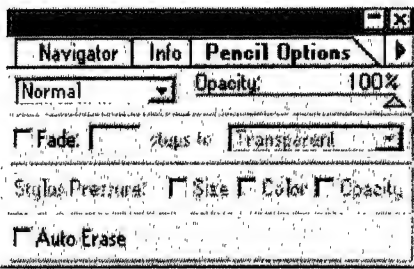 Navigator Info Pencil Options
Normal Opacity: 100%
Fade: steps to Transparent
Stylus Pressure: Size Color Opacity
Auto Erase